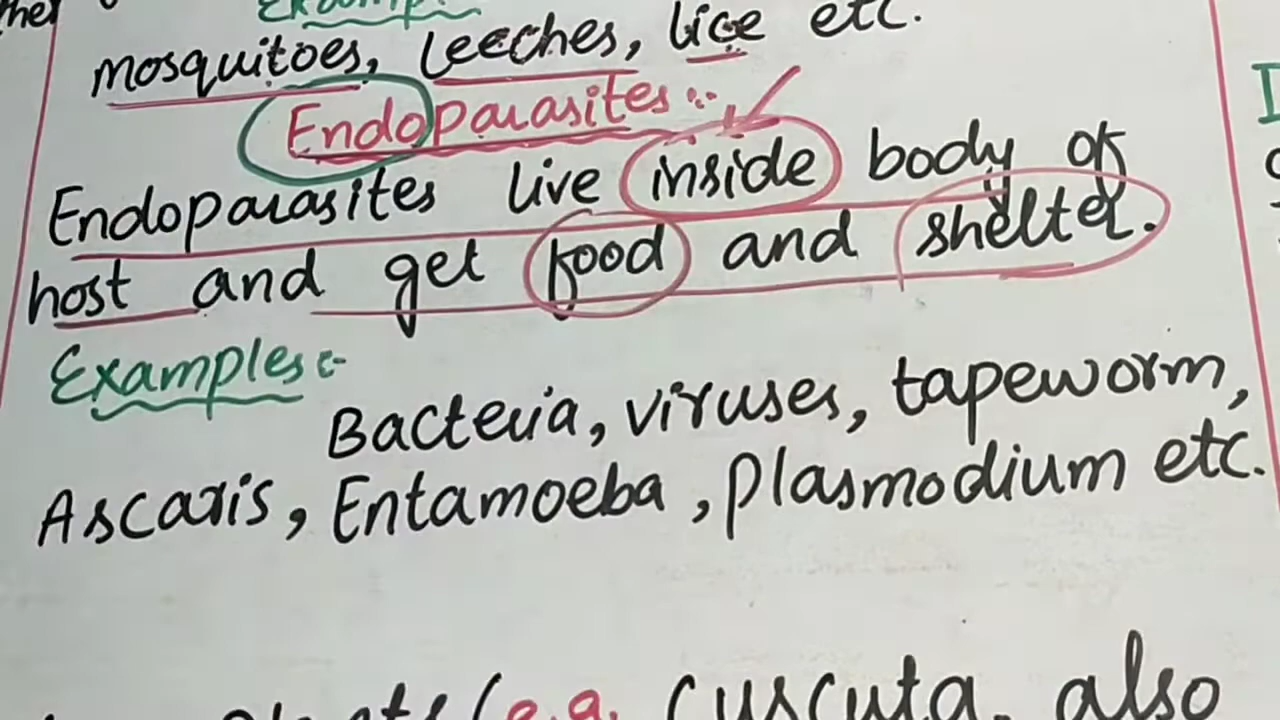 Example
mosquitoes, leeches, lice etc.
Endoparasites:-
Endoparasites live inside body of
host and get food and shelter.
Examples:-
Bacteria, viruses, tapeworm,
Ascaris, Entamoeba, plasmodium etc.
(e.g. cuscuta, also